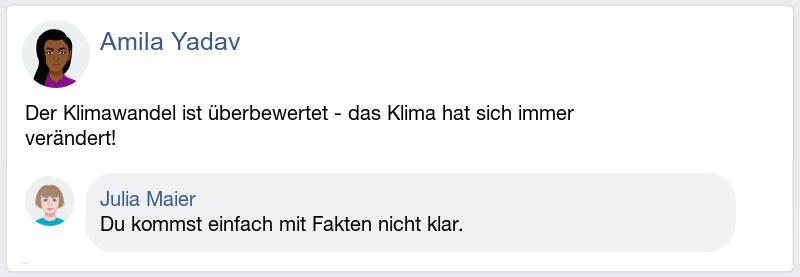 Amila Yadav
Der Klimawandel ist überbewertet - das Klima hat sich immer
verändert!
Julia Maier
Du kommst einfach mit Fakten nicht klar.